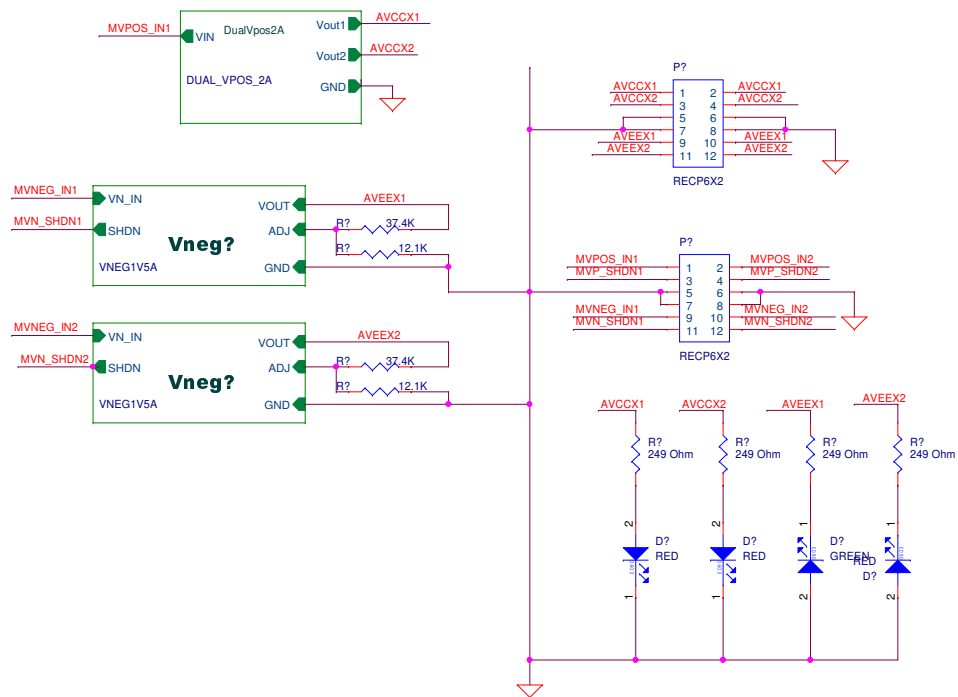 MVPOS_IN1
VIN
DualVpos2A
Vout1
AVCCX1
Vout2
AVCCX2
DUAL_VPOS_2A
GND
P?
AVCCX1 1 2 AVCCX1
AVCCX2 3 4 AVCCX2
5 6
7 8
AVEEX1 9 10 AVEEX1
AVEEX2 11 12 AVEEX2
RECP6X2
MVNEG_IN1
VN_IN
MVN_SHDN1
SHDN
Vneg?
VNEG1V5A
VOUT
AVEEX1
ADJ
R? 37.4K
R? 12.1K
GND
P?
MVPOS_IN1 1 2 MVPOS_IN2
MVP_SHDN1 3 4 MVP_SHDN2
5 6
7 8
MVNEG_IN1 9 10 MVNEG_IN2
MVN_SHDN1 11 12 MVN_SHDN2
RECP6X2
MVNEG_IN2
VN_IN
MVN_SHDN2
SHDN
Vneg?
VNEG1V5A
VOUT
AVEEX2
ADJ
R? 37.4K
R? 12.1K
GND
AVCCX1
R?
249 Ohm
2
D?
RED
1
AVCCX2
R?
249 Ohm
2
D?
RED
1
AVEEX1
R?
249 Ohm
1
D?
GREEN
2
AVEEX2
R?
249 Ohm
1
RED
D?
2